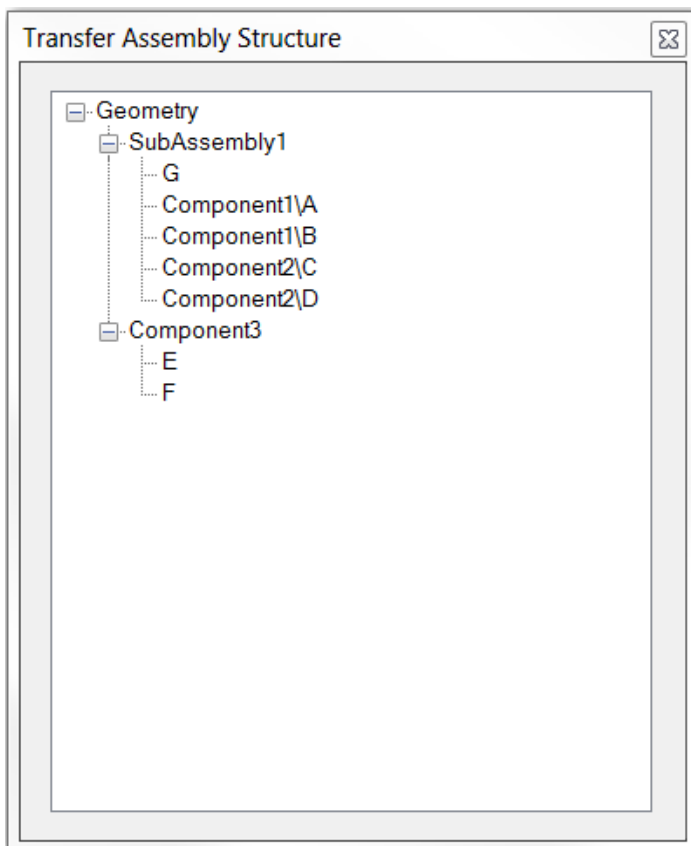 Transfer Assembly Structure
Geometry
SubAssembly1
G
Component1\A
Component1\B
Component2\C
Component2\D
Component3
E
F